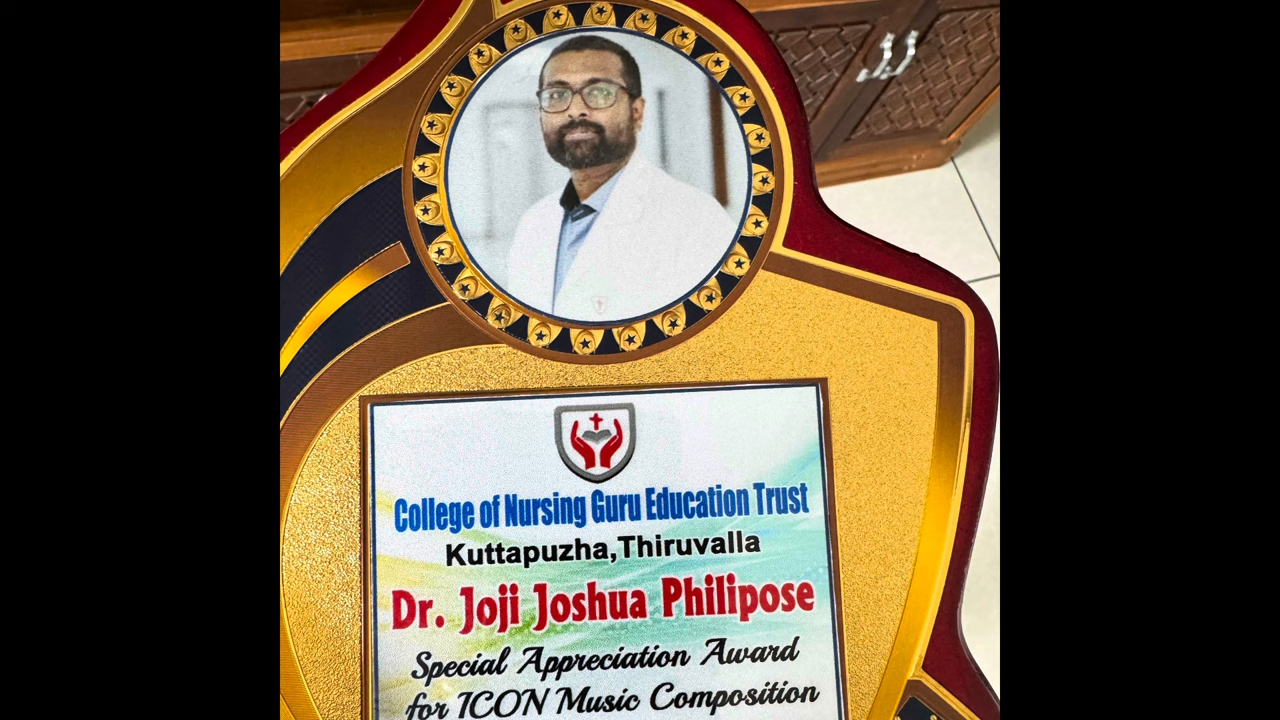 College of Nursing Guru Education Trust
Kuttapuzha,Thiruvalla
Dr. Joji Joshua Philipose
Special Appreciation Award
for ICON Music Composition